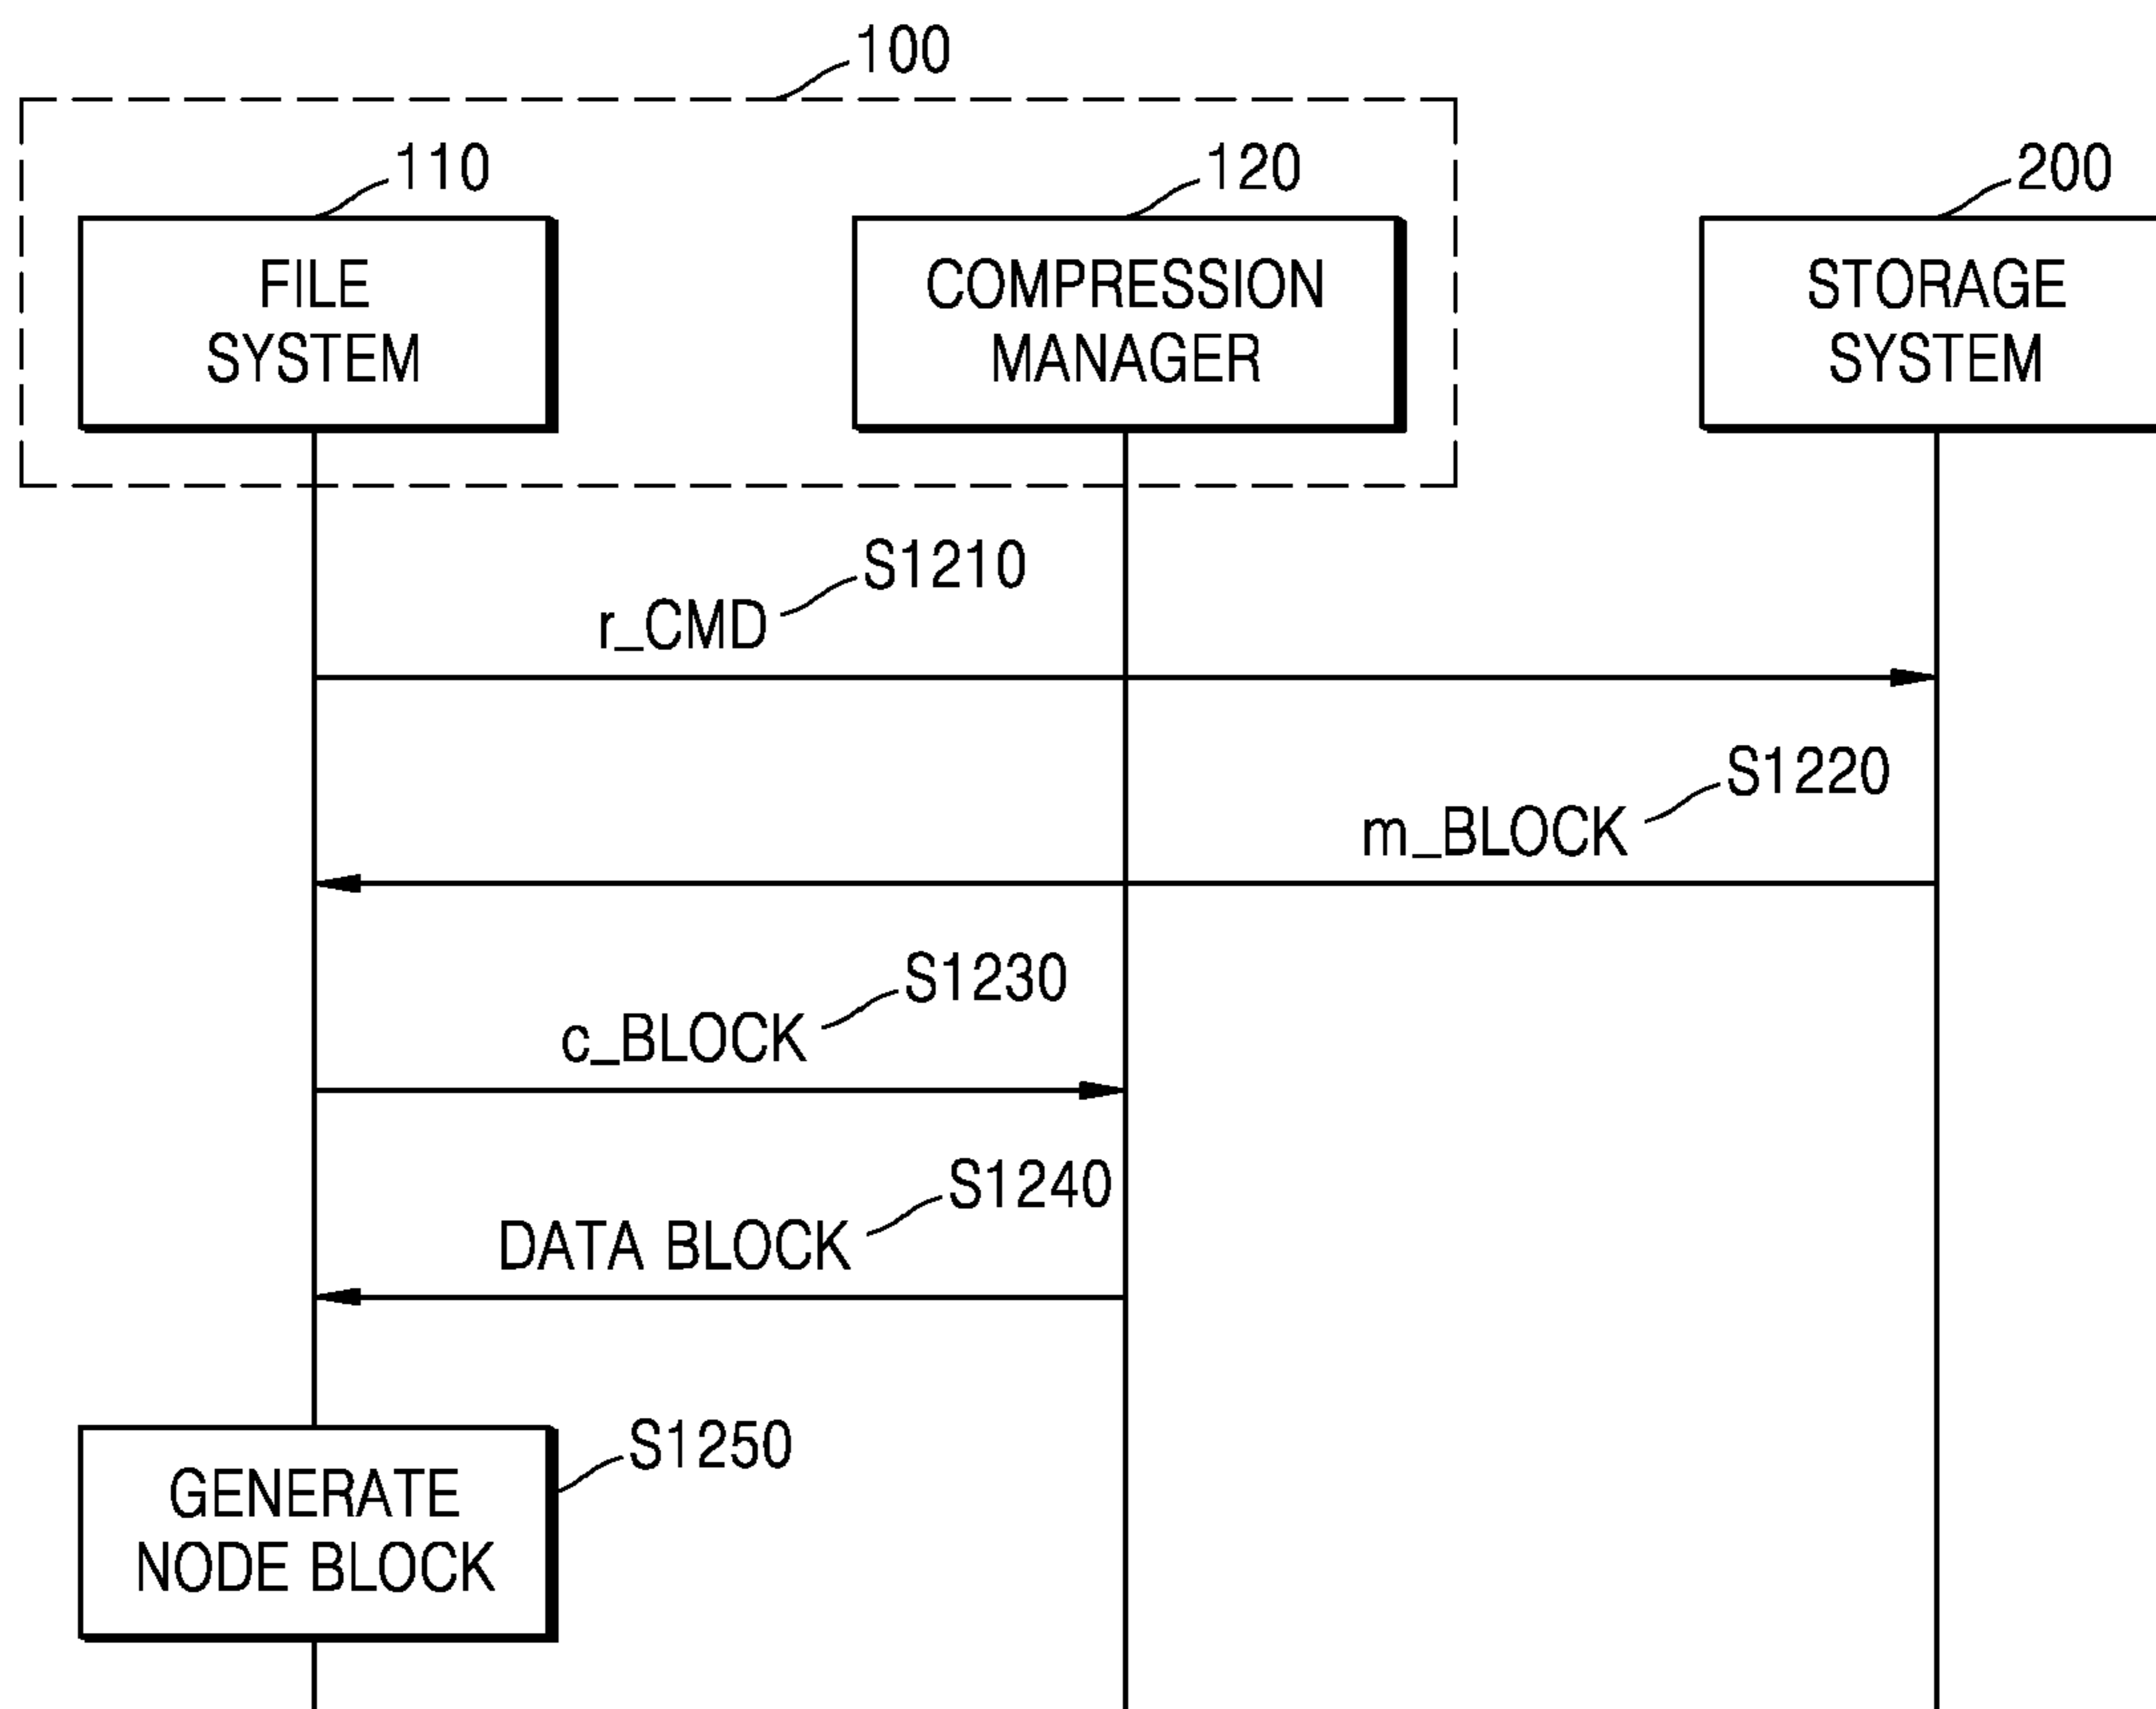 100
110
120
200
FILE
SYSTEM
COMPRESSION
MANAGER
STORAGE
SYSTEM
S1210
r_CMD
S1220
m_BLOCK
S1230
c_BLOCK
S1240
DATA BLOCK
S1250
GENERATE
NODE BLOCK